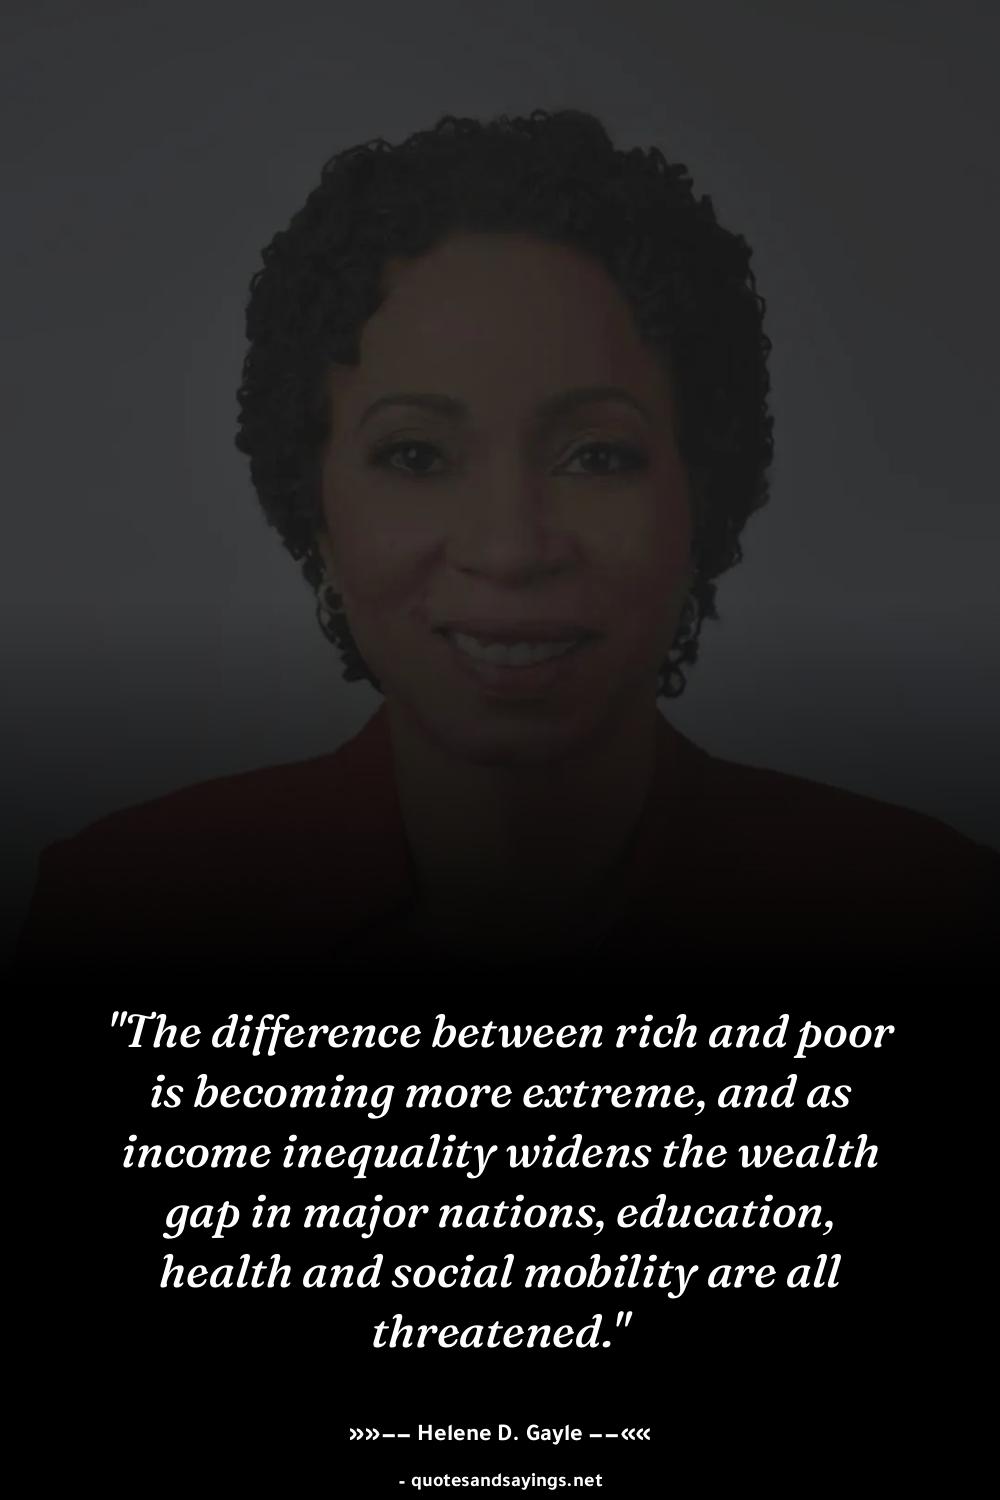 "The difference between rich and poor
is becoming more extreme, and as
income inequality widens the wealth
gap in major nations, education,
health and social mobility are all
threatened."
»»−− Helene D. Gayle −−««
- quotesandsayings.net